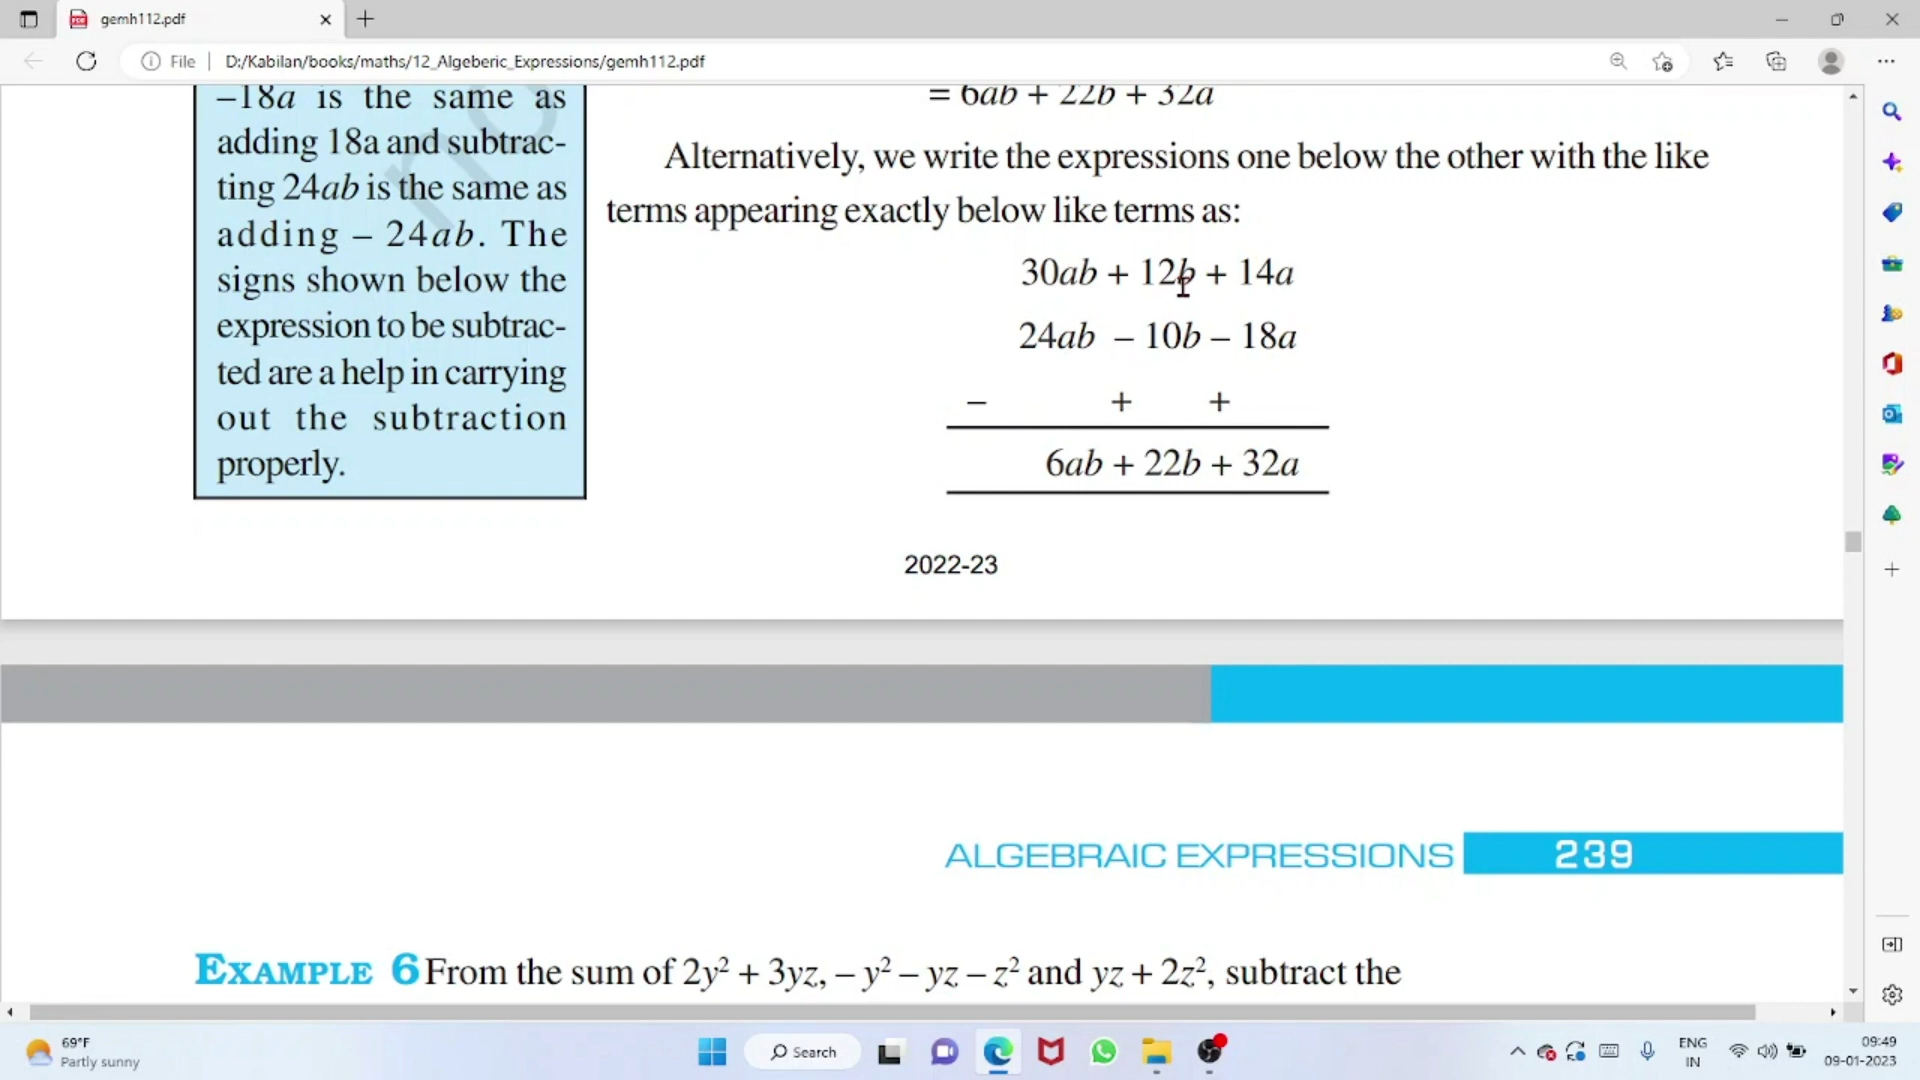 gemh112.pdf
File
D:/Kabilan/books/maths/12_Algeberic_Expressions/gemh112.pdf
–18a is the same as
adding 18a and subtrac-
ting 24ab is the same as
adding – 24ab. The
signs shown below the
expression to be subtrac-
ted are a help in carrying
out the subtraction
properly.
= 6ab + 22b + 32a
Alternatively, we write the expressions one below the other with the like
terms appearing exactly below like terms as:
30ab + 12b + 14a
24ab – 10b – 18a
– + +
6ab + 22b + 32a
2022-23
ALGEBRAIC EXPRESSIONS 239
EXAMPLE 6 From the sum of 2y² + 3yz, – y² – yz – z² and yz + 2z², subtract the
69°F
Partly sunny
Search
ENG
IN
09:49
09-01-2023